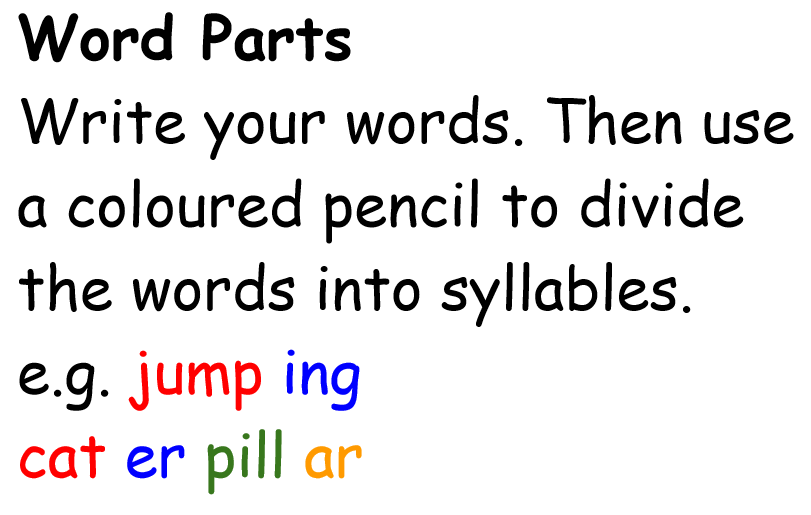 Word Parts
Write your words. Then use
a coloured pencil to divide
the words into syllables.
e.g. jump ing
cat er pill ar